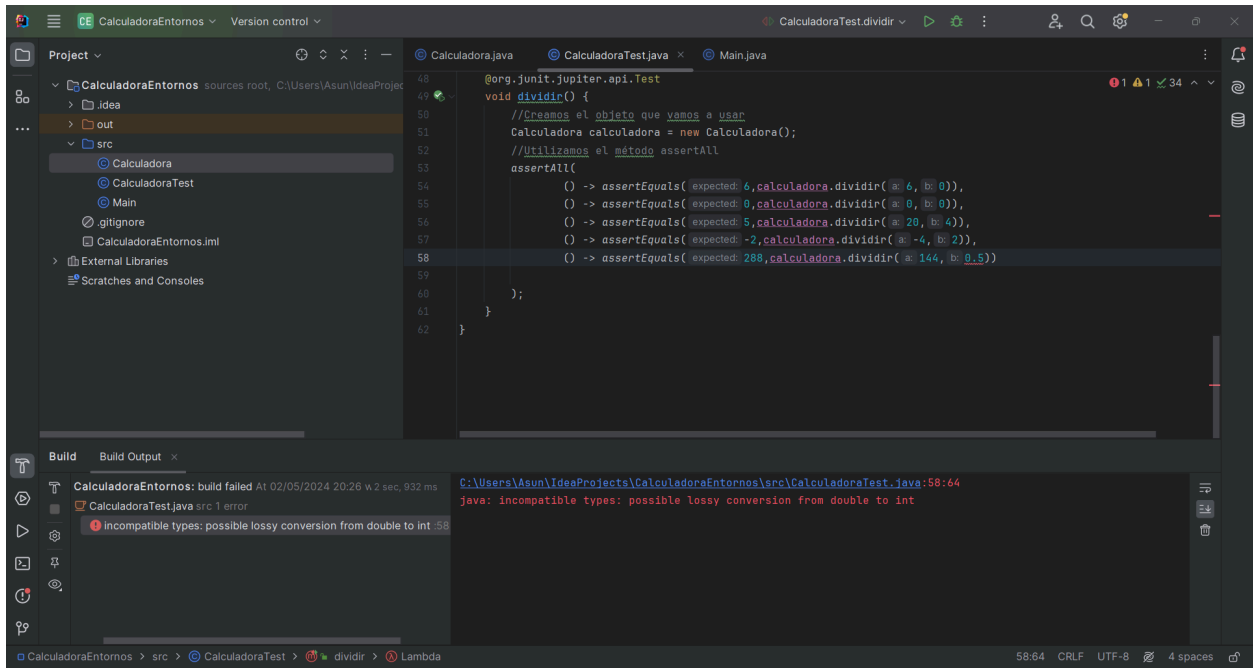 CE CalculadoraEntornos Version control CalculadoraTest.dividir
Project
CalculadoraEntornos sources root, C:\Users\Asun\IdeaProjec
.idea
out
src
Calculadora
CalculadoraTest
Main
.gitignore
CalculadoraEntornos.iml
External Libraries
Scratches and Consoles
Calculadora.java CalculadoraTest.java Main.java
1 1 34
48 @org.junit.jupiter.api.Test
49 void dividir() {
50 //Creamos el objeto que vamos a usar
51 Calculadora calculadora = new Calculadora();
52 //Utilizamos el método assertAll
53 assertAll(
54 () -> assertEquals( expected: 6,calculadora.dividir( a: 6, b: 0)),
55 () -> assertEquals( expected: 0,calculadora.dividir( a: 0, b: 0)),
56 () -> assertEquals( expected: 5,calculadora.dividir( a: 20, b: 4)),
57 () -> assertEquals( expected: -2,calculadora.dividir( a: -4, b: 2)),
58 () -> assertEquals( expected: 288,calculadora.dividir( a: 144, b: 0.5))
59
60 );
61 }
62 }
Build Build Output
CalculadoraEntornos: build failed At 02/05/2024 20:26 2 sec, 932 ms
CalculadoraTest.java src 1 error
incompatible types: possible lossy conversion from double to int :58
C:\Users\Asun\IdeaProjects\CalculadoraEntornos\src\CalculadoraTest.java:58:64
java: incompatible types: possible lossy conversion from double to int
CalculadoraEntornos > src > CalculadoraTest > dividir > Lambda
58:64 CRLF UTF-8 4 spaces